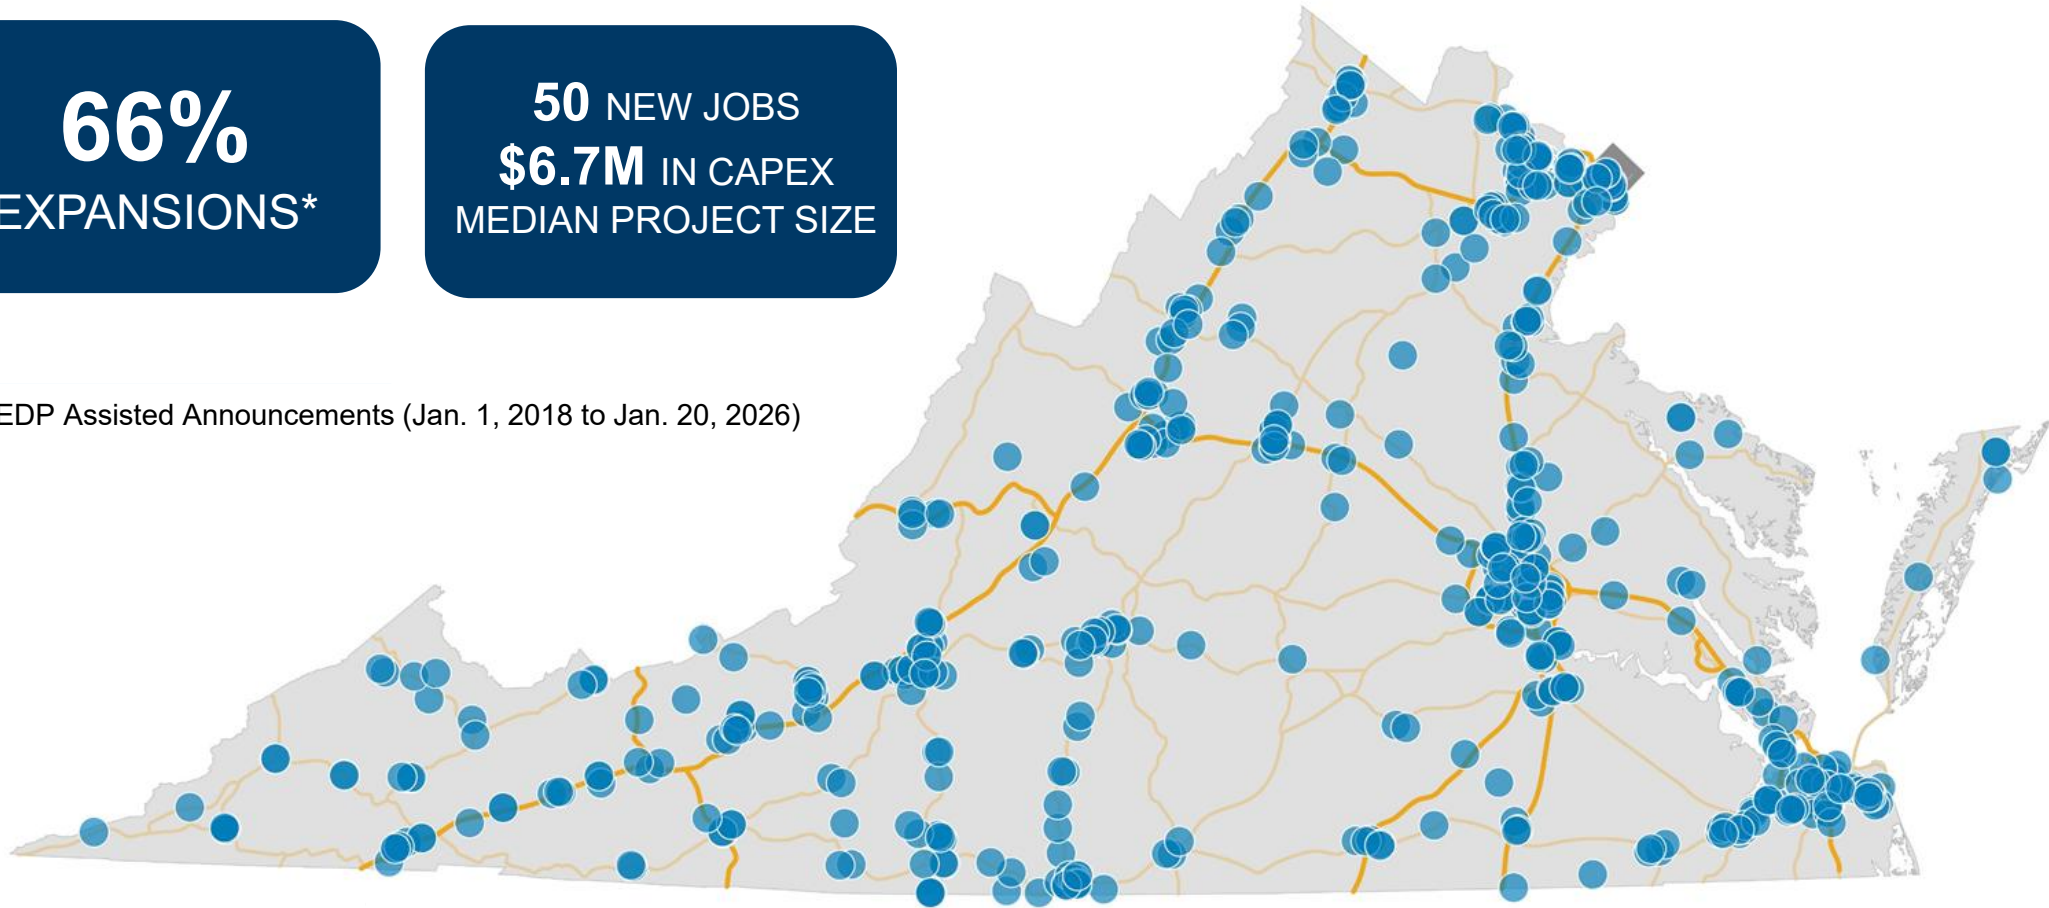 66%
EXPANSIONS*
50 NEW JOBS
$6.7M IN CAPEX
MEDIAN PROJECT SIZE
EDP Assisted Announcements (Jan. 1, 2018 to Jan. 20, 2026)